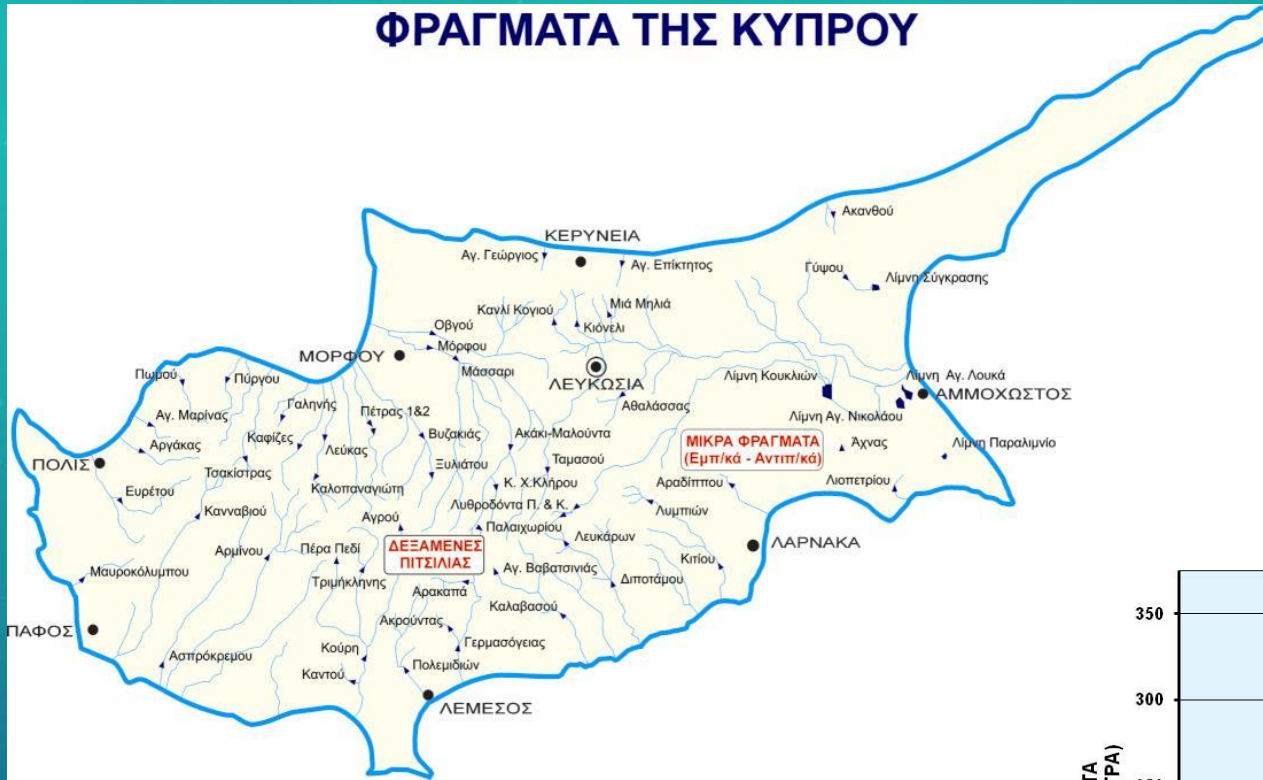 ΦΡΑΓΜΑΤΑ ΤΗΣ ΚΥΠΡΟΥ
Ακανθού
ΚΕΡΥΝΕΙΑ
Αγ. Γεώργιος
Αγ. Επίκτητος
Γύψου
Λίμνη Σύγκρασης
Κανλί Κογιού
Μιά Μηλιά
Κιόνελι
Οβγού
Μόρφου
ΜΟΡΦΟΥ
Μάσσαρι
ΛΕΥΚΩΣΙΑ
Πωμού
Πύργου
Λίμνη Κουκλιών
Λίμνη Αγ. Λουκά
ΑΜΜΟΧΩΣΤΟΣ
Αθαλάσσας
Γαληνής
Πέτρας 1&2
Αγ. Μαρίνας
Λίμνη Αγ. Νικολάου
Αργάκας
Καφίζες
Βυζακιάς
Ακάκι-Μαλούντα
ΜΙΚΡΑ ΦΡΑΓΜΑΤΑ
(Εμπ/κά - Αντιπ/κά)
Άχνας
Λίμνη Παραλιμνίο
Λεύκας
ΠΟΛΙΣ
Τσακίστρας
Ξυλιάτου
Ταμασού
Αραδίππου
Λιοπετρίου
Ευρέτου
Καλοπαναγιώτη
Κ. Χ.Κλήρου
Κανναβιού
Λυθροδόντα Π. & Κ.
Λυμπιών
Αγρού
Παλαιχωρίου
Λευκάρων
ΛΑΡΝΑΚΑ
Αρμίνου
Πέρα Πεδί
ΔΕΞΑΜΕΝΕΣ
ΠΙΤΣΙΛΙΑΣ
Κιτίου
Μαυροκόλυμπου
Τριμήκληνης
Αγ. Βαβατσινιάς
Διποτάμου
Αρακαπά
Καλαβασού
ΠΑΦΟΣ
Ακρούντας
Ασπρόκρεμου
Κούρη
Γερμασόγειας
Καντού
Πολεμιδιών
ΛΕΜΕΣΟΣ
350
300